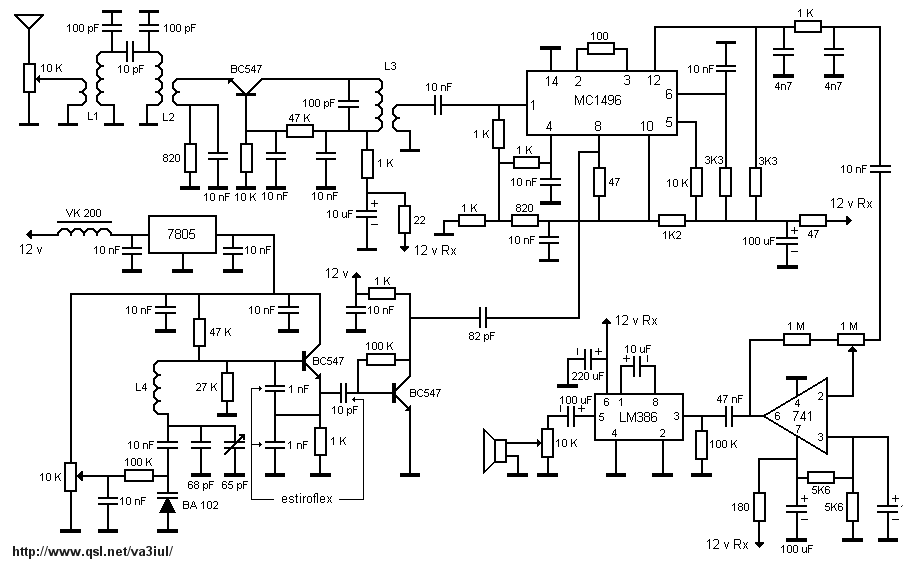 100 pF
100 pF
10 pF
10 K
L1
L2
BC547
L3
100 pF
47 K
820
10 nF
10 K
10 nF
10 nF
1 K
10 uF
+
−
22
12 v Rx
10 nF
100
14
2
3
12
MC1496
1
6
5
4
8
10
10 nF
1 K
4n7
4n7
1 K
1 K
10 nF
47
10 K
3K3
3K3
10 nF
1 K
820
10 nF
1K2
100 uF
+
−
47
12 v Rx
VK 200
12 v
10 nF
7805
10 nF
12 v
1 K
10 nF
10 nF
10 nF
47 K
BC547
100 K
82 pF
L4
27 K
1 nF
10 pF
BC547
10 nF
1 nF
1 K
100 K
68 pF
65 pF
10 K
10 nF
BA 102
estiroflex
12 v Rx
220 uF
10 uF
100 uF
10 K
6
1
8
5
LM386
3
4
2
47 nF
100 K
1 M
1 M
4
2
6
741
7
3
5K6
5K6
180
100 uF
12 v Rx
http://www.qsl.net/va3iul/